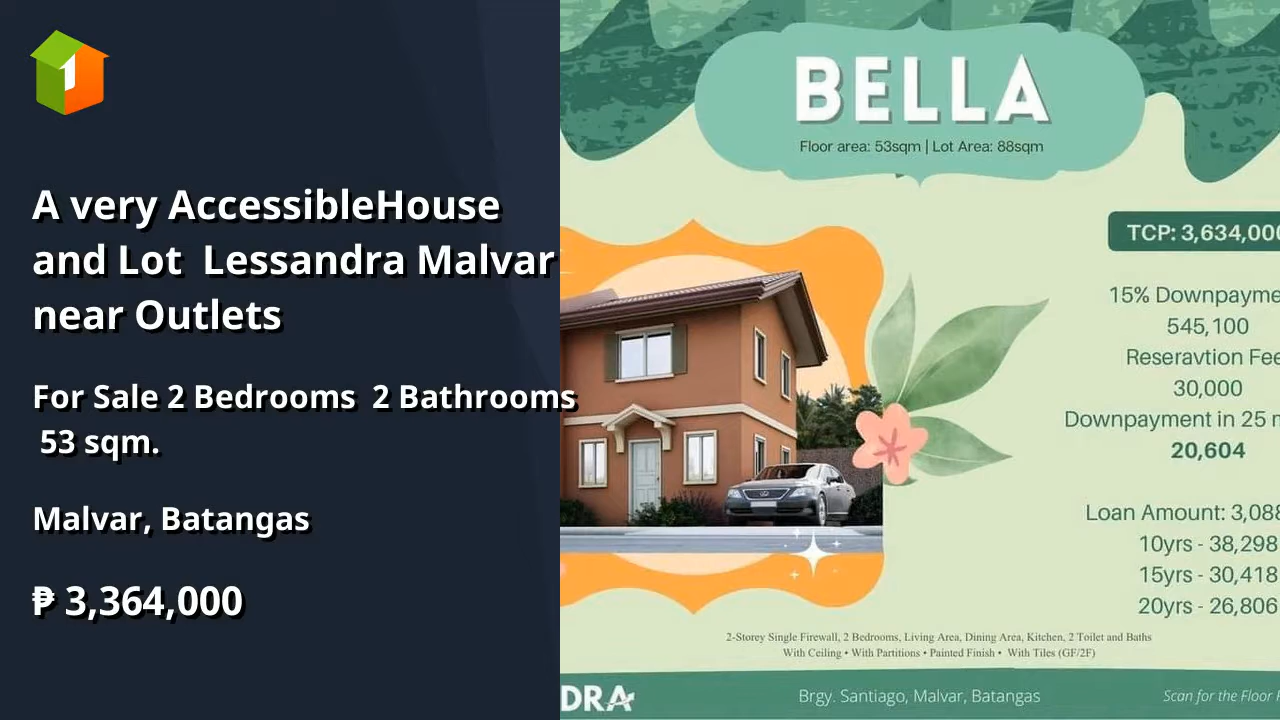 A very AccessibleHouse
and Lot  Lessandra Malvar
near Outlets
For Sale 2 Bedrooms  2 Bathrooms
53 sqm.
Malvar, Batangas
₱ 3,364,000
BELLA
Floor area: 53sqm | Lot Area: 88sqm
TCP: 3,634,00
15% Downpayme
545,100
Reseravtion Fee
30,000
Downpayment in 25
20,604
Loan Amount: 3,088
10yrs - 38,298
15yrs - 30,418
20yrs - 26,806
2-Storey Single Firewall, 2 Bedrooms, Living Area, Dining Area, Kitchen, 2 Toilet and Baths
With Ceiling • With Partitions • Painted Finish • With Tiles (GF/2F)
DRA
Brgy. Santiago, Malvar, Batangas
Scan for the Floor